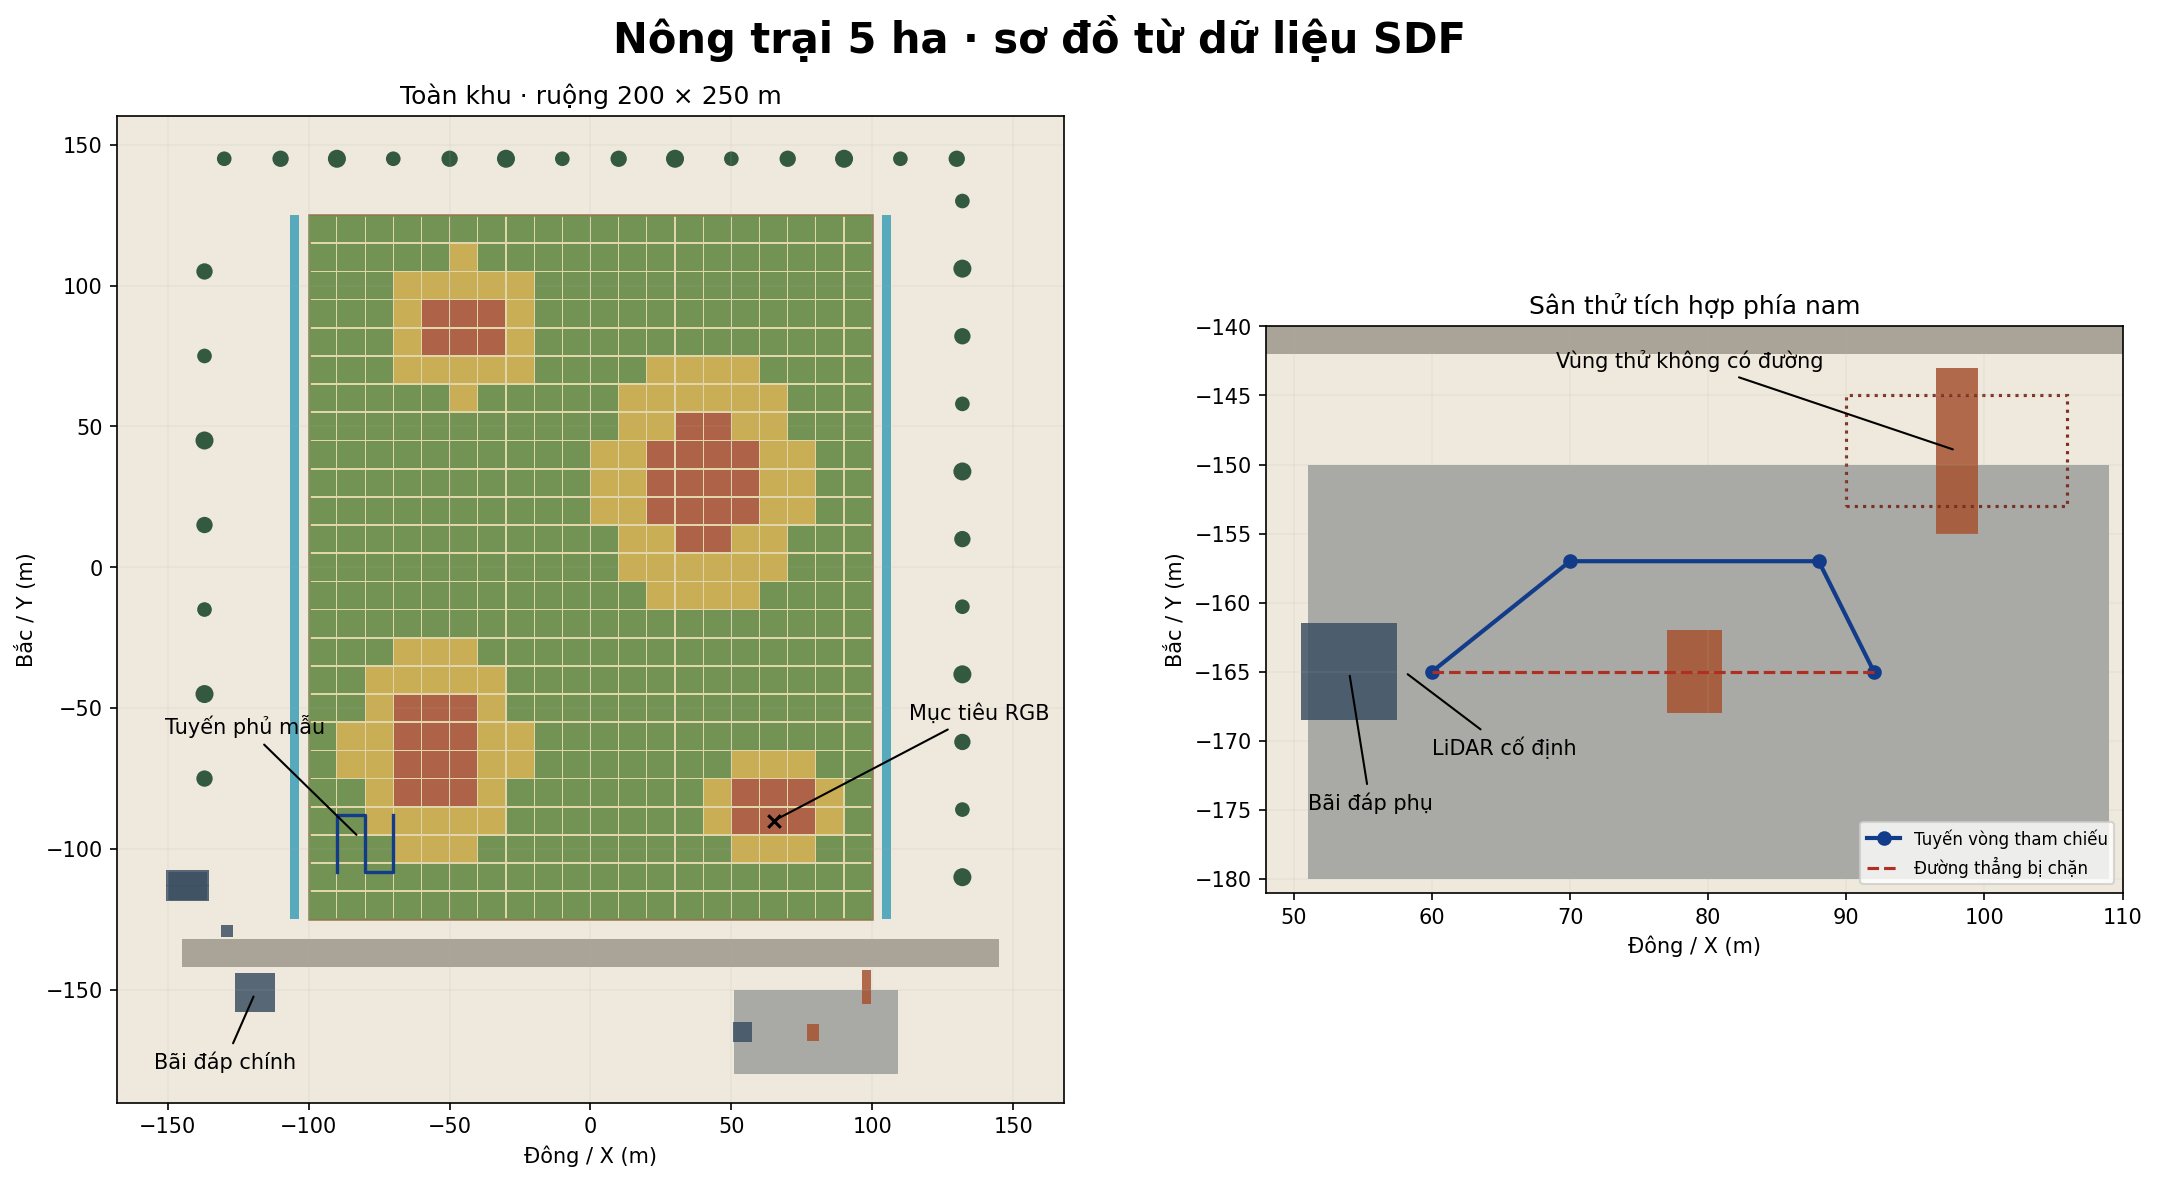 Nông trại 5 ha · sơ đồ từ dữ liệu SDF
Toàn khu · ruộng 200 × 250 m
150
100
50
0
−50
−100
−150
Bắc / Y (m)
Tuyến phủ mẫu
Mục tiêu RGB
Bãi đáp chính
−150
−100
−50
0
50
100
150
Đông / X (m)
Sân thử tích hợp phía nam
−140
−145
−150
−155
−160
−165
−170
−175
−180
Bắc / Y (m)
Vùng thử không có đường
LiDAR cố định
Bãi đáp phụ
Tuyến vòng tham chiếu
Đường thẳng bị chặn
50
60
70
80
90
100
110
Đông / X (m)